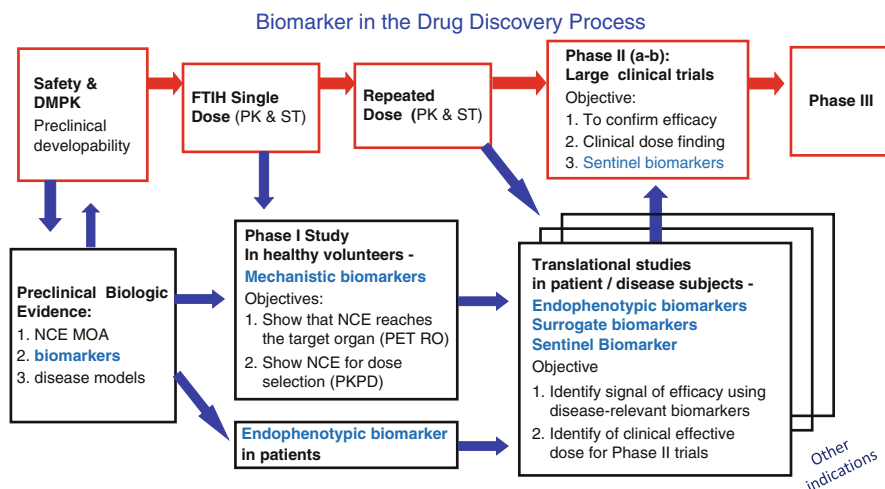 Biomarker in the Drug Discovery Process
Safety &
DMPK
Preclinical
developability
FTIH Single
Dose (PK & ST)
Repeated
Dose (PK & ST)
Phase II (a-b):
Large clinical trials
Objective:
1. To confirm efficacy
2. Clinical dose finding
3. Sentinel biomarkers
Phase III
Preclinical Biologic
Evidence:
1. NCE MOA
2. biomarkers
3. disease models
Phase I Study
In healthy volunteers -
Mechanistic biomarkers
Objectives:
1. Show that NCE reaches
the target organ (PET RO)
2. Show NCE for dose
selection (PKPD)
Endophenotypic biomarker
in patients
Translational studies
in patient / disease subjects -
Endophenotypic biomarkers
Surrogate biomarkers
Sentinel Biomarker
Objective
1. Identify signal of efficacy using
disease-relevant biomarkers
2. Identify of clinical effective
dose for Phase II trials
Other
indications